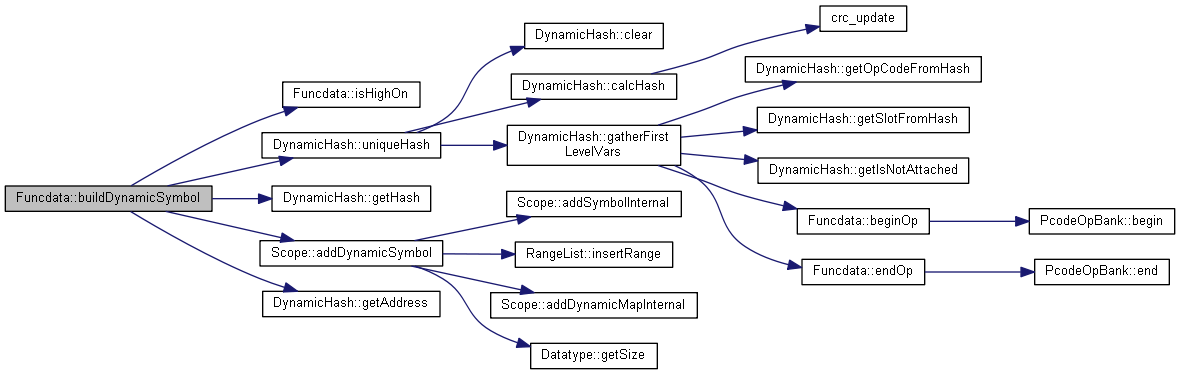 Funcdata::buildDynamicSymbol
Funcdata::isHighOn
DynamicHash::uniqueHash
DynamicHash::getHash
Scope::addDynamicSymbol
DynamicHash::getAddress
DynamicHash::clear
DynamicHash::calcHash
DynamicHash::gatherFirst
LevelVars
Scope::addSymbolInternal
RangeList::insertRange
Scope::addDynamicMapInternal
Datatype::getSize
crc_update
DynamicHash::getOpCodeFromHash
DynamicHash::getSlotFromHash
DynamicHash::getIsNotAttached
Funcdata::beginOp
Funcdata::endOp
PcodeOpBank::begin
PcodeOpBank::end